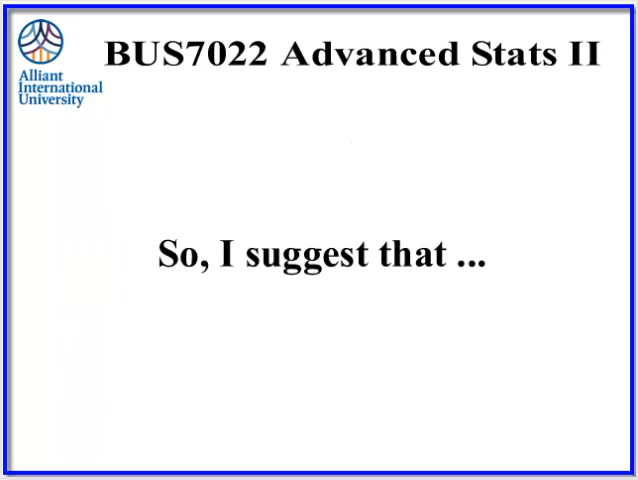 BUS7022 Advanced Stats II
Alliant
International
University
So, I suggest that ...